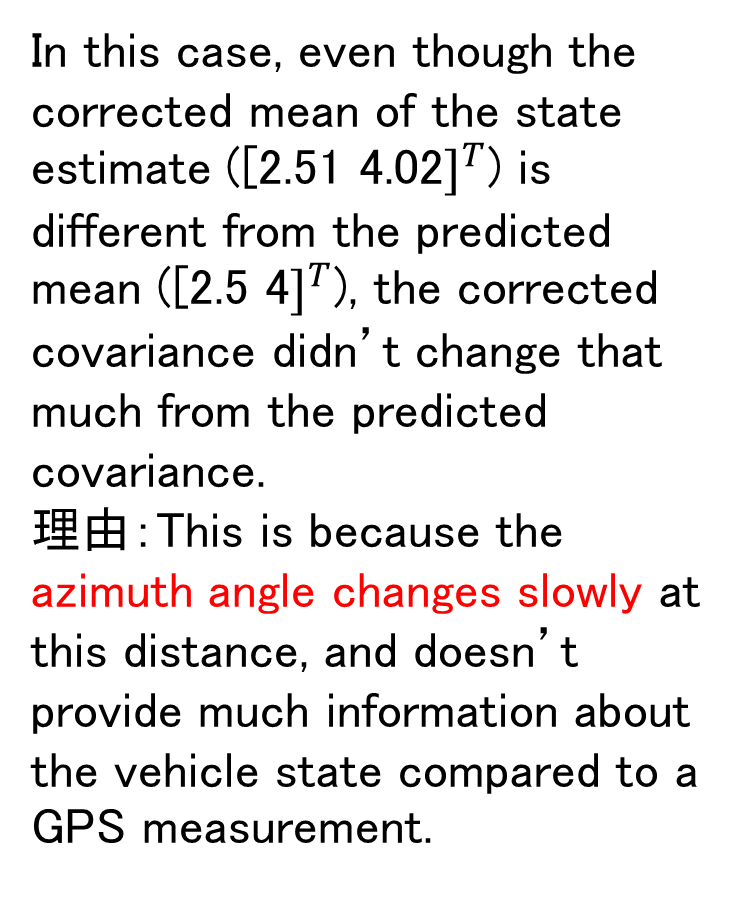 In this case, even though the
corrected mean of the state
estimate ([2.51 4.02]ᵀ) is
different from the predicted
mean ([2.5 4]ᵀ), the corrected
covariance didn’t change that
much from the predicted
covariance.
理由：This is because the
azimuth angle changes slowly at
this distance, and doesn’t
provide much information about
the vehicle state compared to a
GPS measurement.